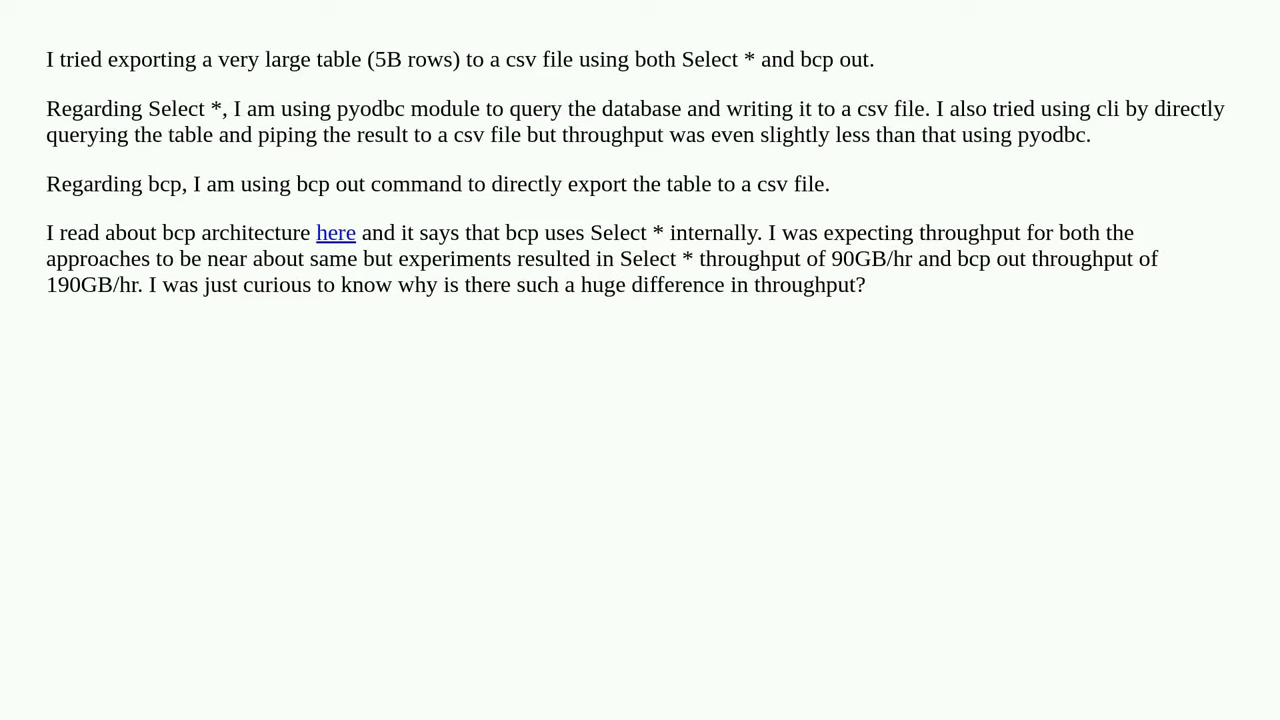 I tried exporting a very large table (5B rows) to a csv file using both Select * and bcp out.
Regarding Select *, I am using pyodbc module to query the database and writing it to a csv file. I also tried using cli by directly
querying the table and piping the result to a csv file but throughput was even slightly less than that using pyodbc.
Regarding bcp, I am using bcp out command to directly export the table to a csv file.
I read about bcp architecture here and it says that bcp uses Select * internally. I was expecting throughput for both the
approaches to be near about same but experiments resulted in Select * throughput of 90GB/hr and bcp out throughput of
190GB/hr. I was just curious to know why is there such a huge difference in throughput?